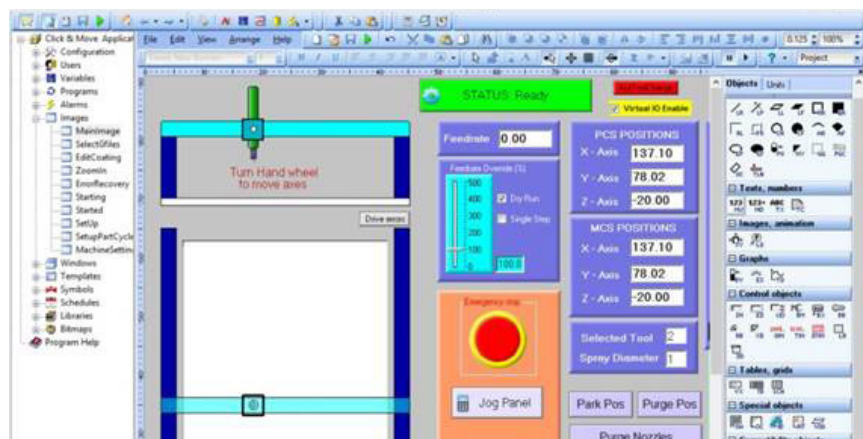 Click & Move Applicat
Configuration
Users
Variables
Programs
Alarms
Images
MainImage
SelectGfiles
EditCoating
ZoomIn
ErrorRecovery
Starting
Started
SetUp
SetupPartCycle
MachineSetting
Windows
Templates
Symbols
Schedules
Libraries
Bitmaps
Program Help
File Edit View Arrange Help
0.125 100%
Project
Turn Hand wheel
to move axes
Drive errors
STATUS: Ready
Virtual IO Enable
Feedrate 0.00
Feedrate Override (%)
500
400
300
200
100
0
100.0
Dry Run
Single Step
Emergency stop
Jog Panel
PCS POSITIONS
X - Axis 137.10
Y - Axis 78.02
Z - Axis -20.00
MCS POSITIONS
X - Axis 137.10
Y - Axis 78.02
Z - Axis -20.00
Selected Tool 2
Spray Diameter 1
Park Pos Purge Pos
Purge Nozzles
Objects Units
Texts, numbers
Images, animation
Graphs
Control objects
Tables, grids
Special objects